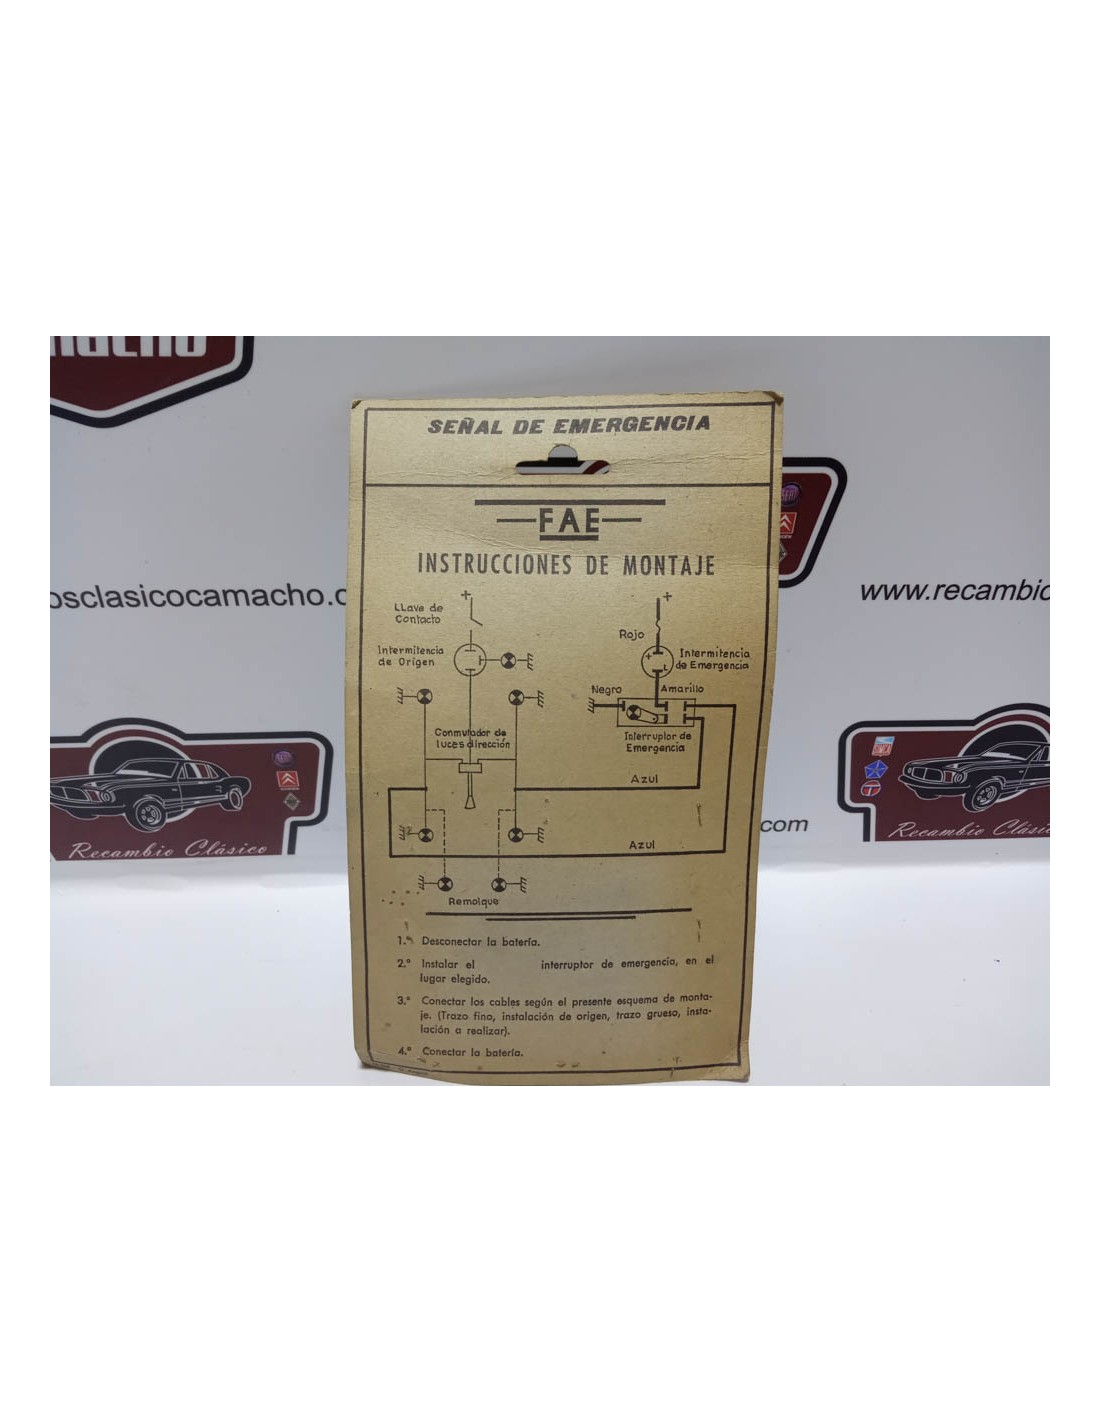 SEÑAL DE EMERGENCIA
FAE
INSTRUCCIONES DE MONTAJE
+
LLave de
Contacto
Intermitencia
de Origen
Conmutador de
luces dirección
Remolque
+
Rojo
+
L
Intermitencia
de Emergencia
Negro
Amarillo
Interruptor de
Emergencia
Azul
Azul
1.º Desconectar la batería.
2.º Instalar el interruptor de emergencia, en el
lugar elegido.
3.º Conectar los cables según el presente esquema de monta-
je. (Trazo fino, instalación de origen, trazo grueso, insta-
lación a realizar).
4.º Conectar la batería.
osclasicocamacho.c
www.recambio
com
Recambio Clásico
Recambio Clási
SIMCA